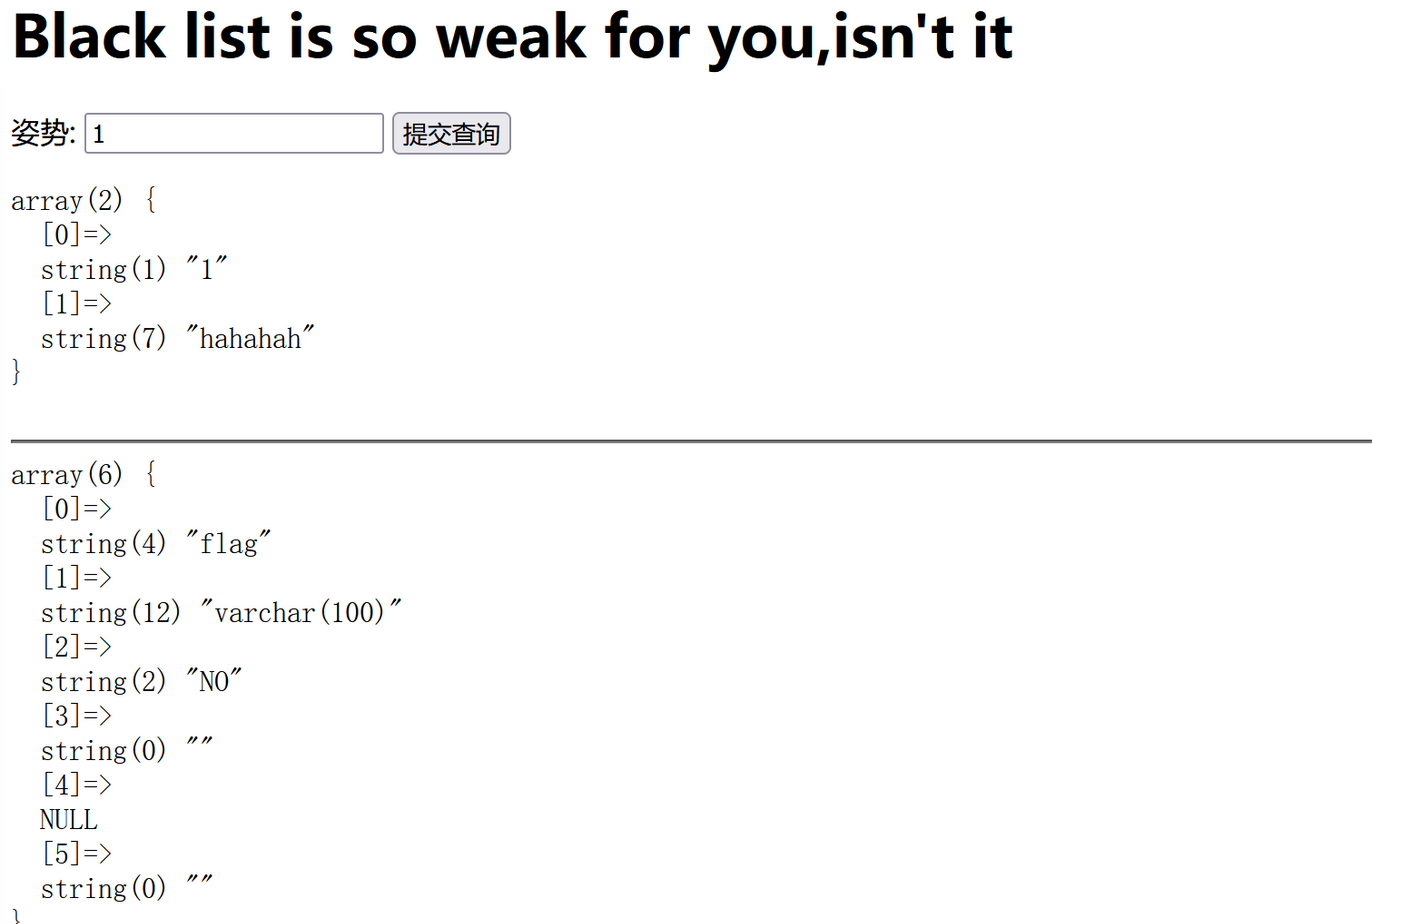 Black list is so weak for you,isn't it
姿势: 1 提交查询
array(2) {
  [0]=>
  string(1) "1"
  [1]=>
  string(7) "hahahah"
}
array(6) {
  [0]=>
  string(4) "flag"
  [1]=>
  string(12) "varchar(100)"
  [2]=>
  string(2) "NO"
  [3]=>
  string(0) ""
  [4]=>
  NULL
  [5]=>
  string(0) ""
}